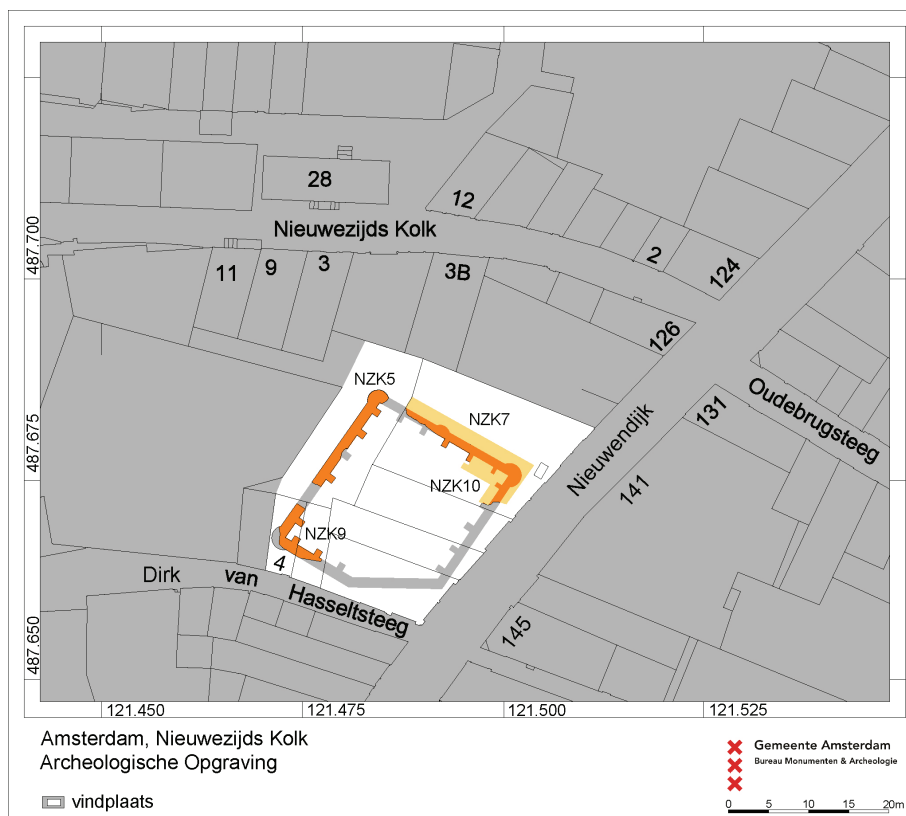 28
12
Nieuwezijds Kolk
2
124
11
9
3
3B
126
487.700
NZK5
NZK7
131
Oudebrugsteeg
Nieuwendijk
487.675
NZK10
141
NZK9
4
Dirk van Hasseltsteeg
145
487.650
121.450
121.475
121.500
121.525
Amsterdam, Nieuwezijds Kolk
Archeologische Opgraving
vindplaats
Gemeente Amsterdam
Bureau Monumenten & Archeologie
0 5 10 15 20m